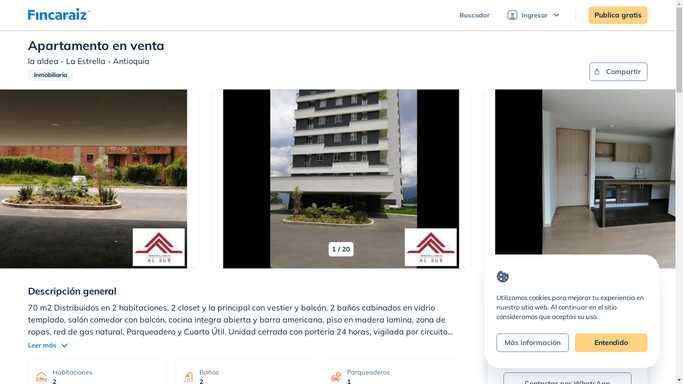 Fincaraiz
Buscador
Ingresar
Publica gratis
Apartamento en venta
la aldea - La Estrella - Antioquia
Inmobiliaria
Compartir
AL SUR
1 / 20
AL SUR
Descripción general
70 m2 Distribuidos en 2 habitaciones, 2 closet y la principal con vestier y balcón, 2 baños cabinados en vidrio
templado, salón comedor con balcón, cocina integra abierta y barra americana, piso en madera lamina, zona de
ropas, red de gas natural, Parqueadero y Cuarto Útil. Unidad cerrada con portería 24 horas, vigilada por circuito...
Leer más
Habitaciones
2
Baños
2
Parqueaderos
1
Utilizamos cookies para mejorar tu experiencia en
nuestro sitio web. Al continuar en el sitio
consideramos que aceptas su uso.
Más información
Entendido
Contactar por WhatsApp